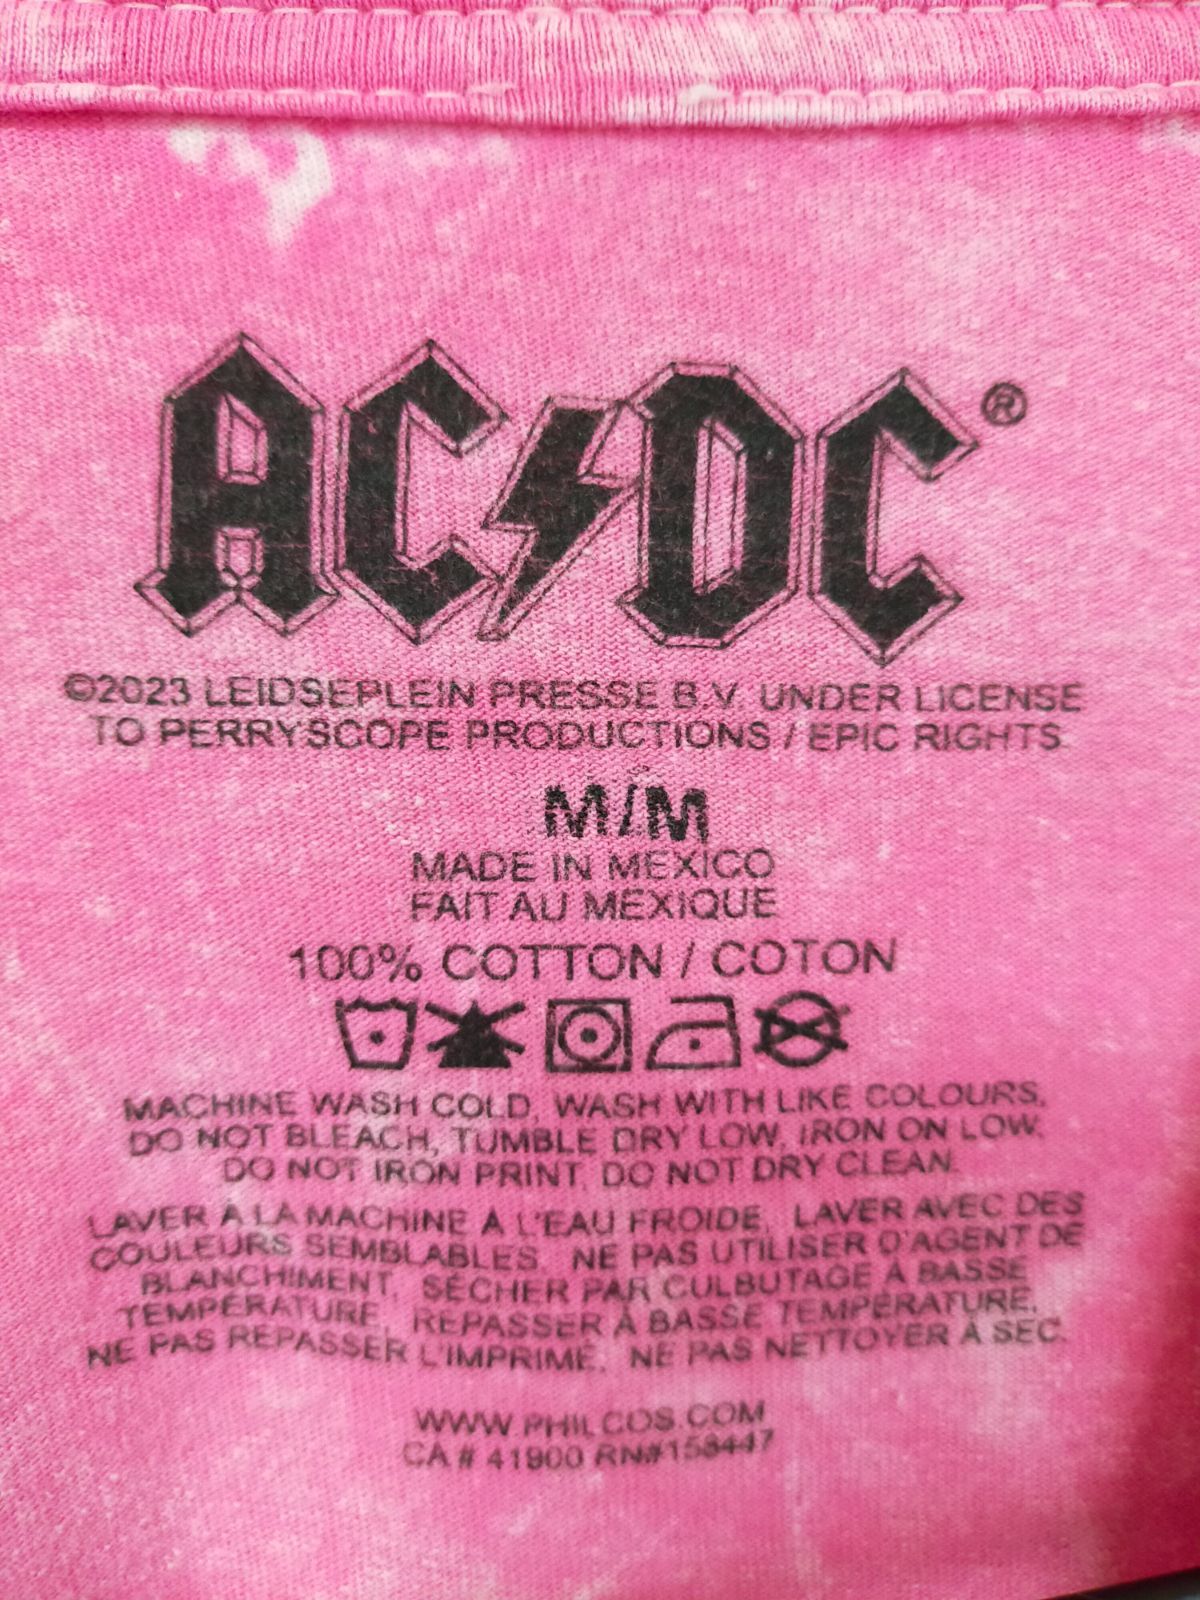 AC/DC®
©2023 LEIDSEPLEIN PRESSE B.V. UNDER LICENSE
TO PERRYSCOPE PRODUCTIONS / EPIC RIGHTS.
M/M
MADE IN MEXICO
FAIT AU MEXIQUE
100% COTTON / COTON
MACHINE WASH COLD, WASH WITH LIKE COLOURS,
DO NOT BLEACH, TUMBLE DRY LOW, IRON ON LOW,
DO NOT IRON PRINT, DO NOT DRY CLEAN.
LAVER A LA MACHINE A L'EAU FROIDE, LAVER AVEC DES
COULEURS SEMBLABLES. NE PAS UTILISER D'AGENT DE
BLANCHIMENT, SÉCHER PAR CULBUTAGE À BASSE
TEMPÉRATURE, REPASSER À BASSE TEMPÉRATURE,
NE PAS REPASSER L'IMPRIMÉ, NE PAS NETTOYER À SEC.
WWW.PHILCOS.COM
CA # 41900 RN#158447